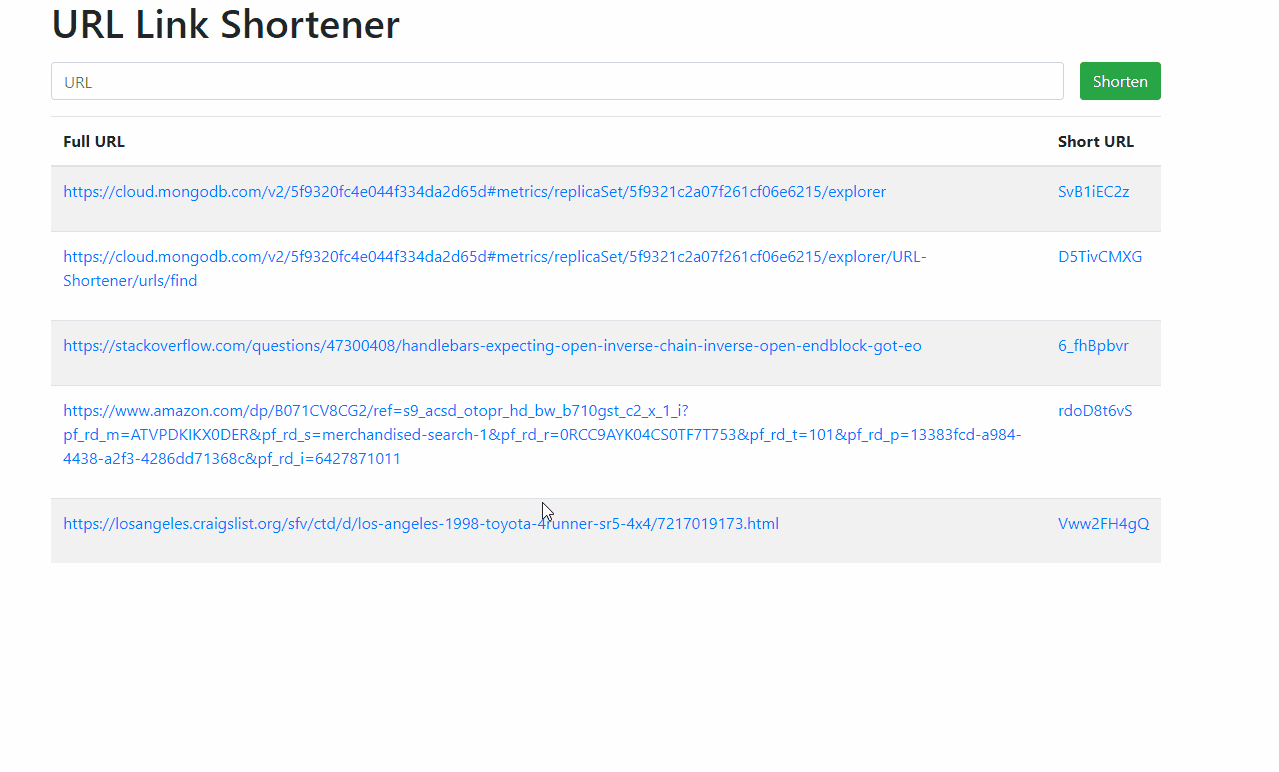 URL Link Shortener
URL
Shorten
Full URL Short URL
https://cloud.mongodb.com/v2/5f9320fc4e044f334da2d65d#metrics/replicaSet/5f9321c2a07f261cf06e6215/explorer SvB1iEC2z
https://cloud.mongodb.com/v2/5f9320fc4e044f334da2d65d#metrics/replicaSet/5f9321c2a07f261cf06e6215/explorer/URL- D5TivCMXG
Shortener/urls/find
https://stackoverflow.com/questions/47300408/handlebars-expecting-open-inverse-chain-inverse-open-endblock-got-eo 6_fhBpbvr
https://www.amazon.com/dp/B071CV8CG2/ref=s9_acsd_otopr_hd_bw_b710gst_c2_x_1_i? rdoD8t6vS
pf_rd_m=ATVPDKIKX0DER&pf_rd_s=merchandised-search-1&pf_rd_r=0RCC9AYK04CS0TF7T753&pf_rd_t=101&pf_rd_p=13383fcd-a984-
4438-a2f3-4286dd71368c&pf_rd_i=6427871011
https://losangeles.craigslist.org/sfv/ctd/d/los-angeles-1998-toyota-4runner-sr5-4x4/7217019173.html Vww2FH4gQ